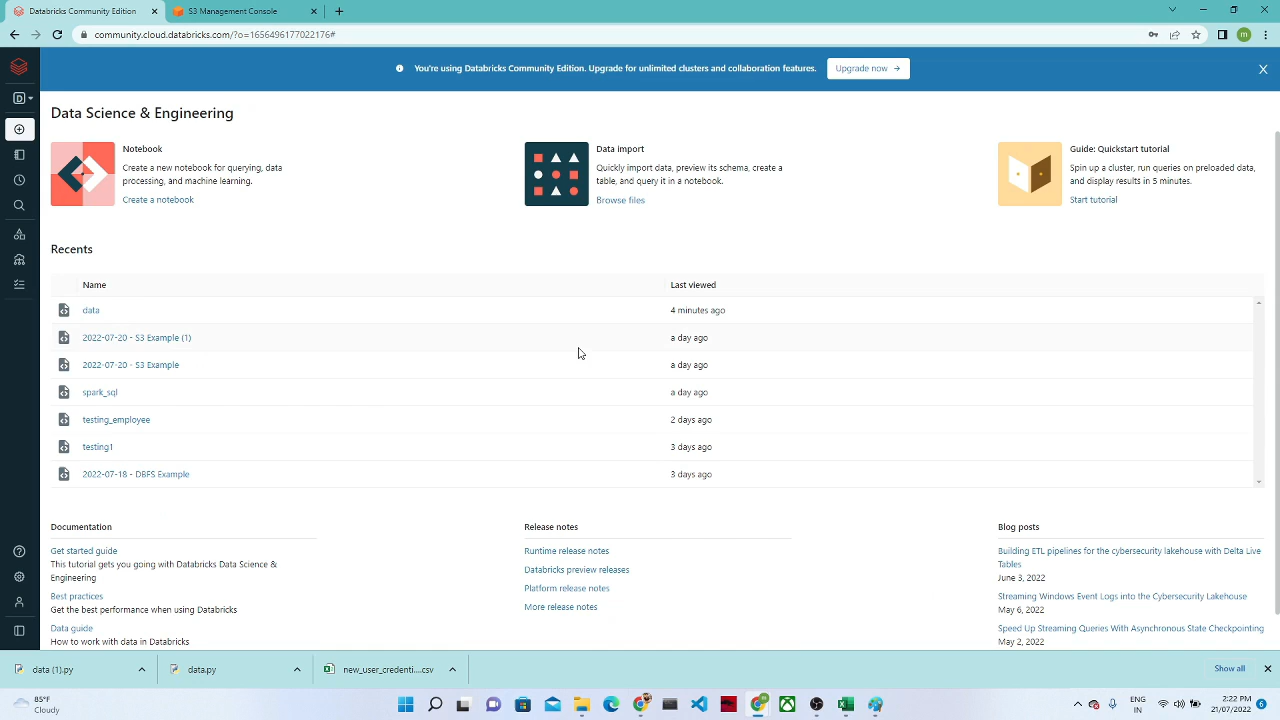 Databricks Community Edition
S3 Management Console
community.cloud.databricks.com/?o=1656496177022176#
m
You're using Databricks Community Edition. Upgrade for unlimited clusters and collaboration features.
Upgrade now →
D
Data Science & Engineering
Notebook
Create a new notebook for querying, data
processing, and machine learning.
Create a notebook
Data import
Quickly import data, preview its schema, create a
table, and query it in a notebook.
Browse files
Guide: Quickstart tutorial
Spin up a cluster, run queries on preloaded data,
and display results in 5 minutes.
Start tutorial
Recents
Name Last viewed
data 4 minutes ago
2022-07-20 - S3 Example (1) a day ago
2022-07-20 - S3 Example a day ago
spark_sql a day ago
testing_employee 2 days ago
testing1 3 days ago
2022-07-18 - DBFS Example 3 days ago
Documentation
Get started guide
This tutorial gets you going with Databricks Data Science &
Engineering
Best practices
Get the best performance when using Databricks
Data guide
How to work with data in Databricks
Release notes
Runtime release notes
Databricks preview releases
Platform release notes
More release notes
Blog posts
Building ETL pipelines for the cybersecurity lakehouse with Delta Live
Tables
June 3, 2022
Streaming Windows Event Logs into the Cybersecurity Lakehouse
May 6, 2022
Speed Up Streaming Queries With Asynchronous State Checkpointing
May 2, 2022
data (1).py
data.py
new_user_credenti....csv
Show all
85°F
Cloudy
ENG
IN
2:22 PM
21/07/2022